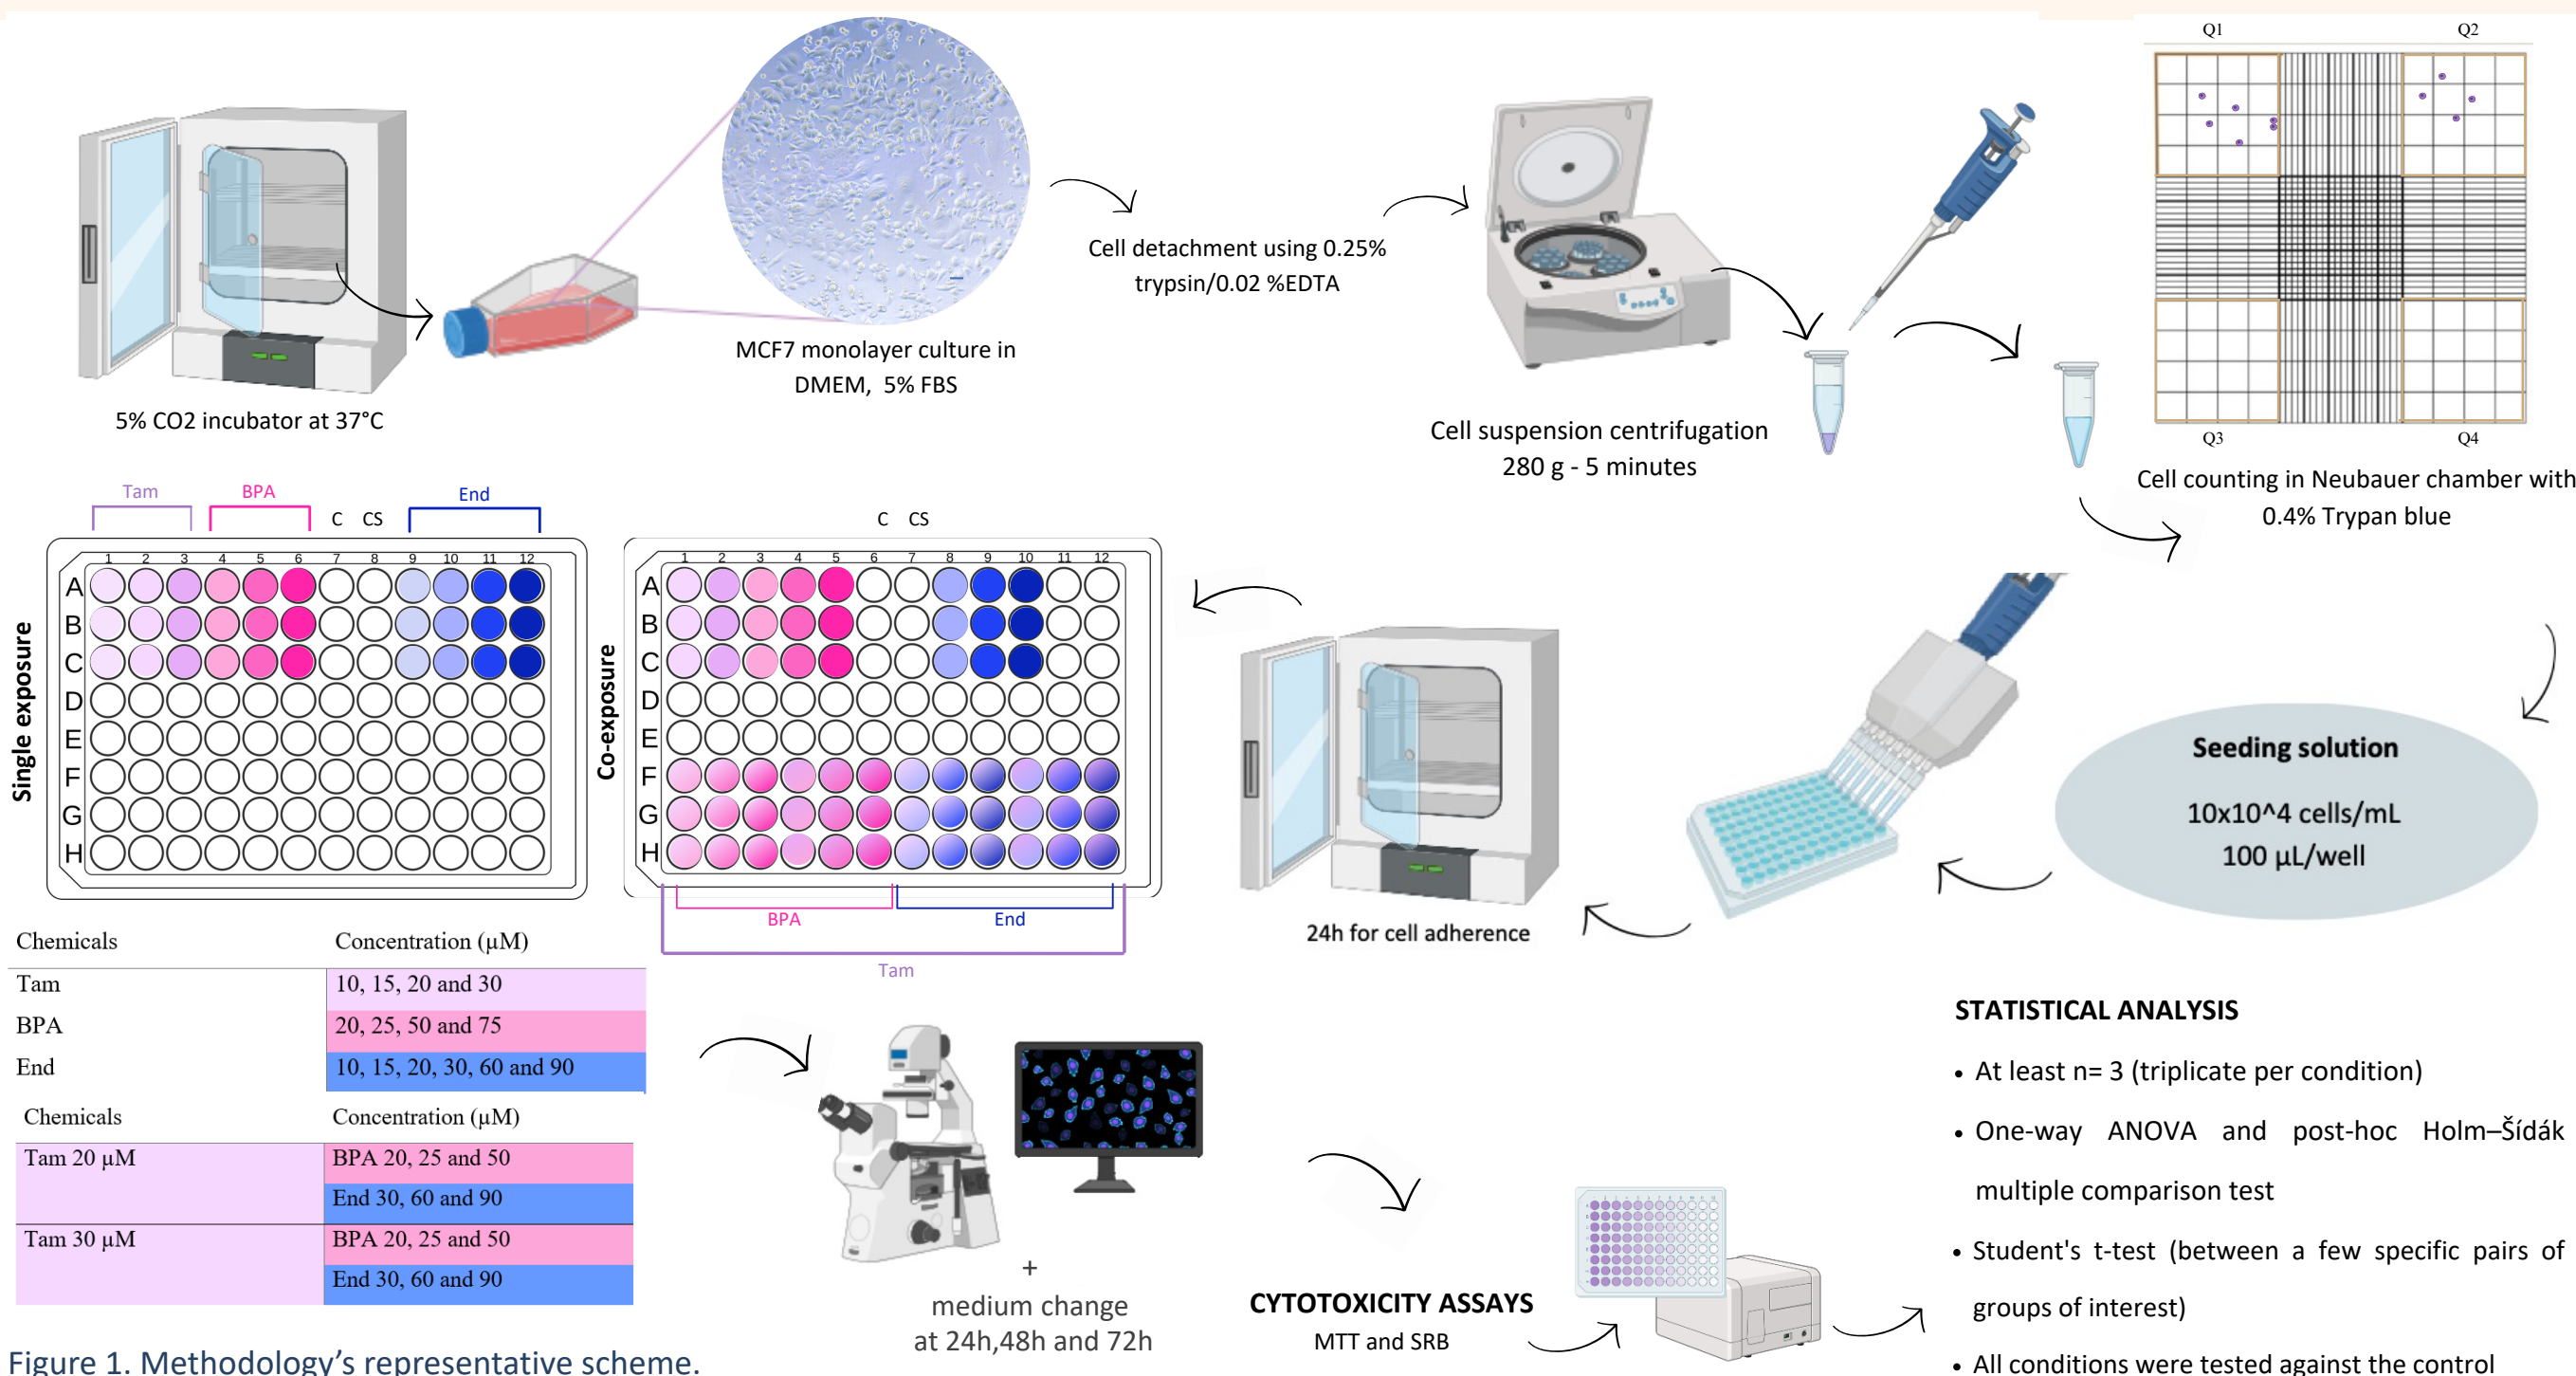 5% CO2 incubator at 37°C
MCF7 monolayer culture in
DMEM, 5% FBS
Cell detachment using 0.25%
trypsin/0.02 %EDTA
Cell suspension centrifugation
280 g - 5 minutes
Q1 Q2
Q3 Q4
Cell counting in Neubauer chamber with
0.4% Trypan blue
Seeding solution
10x10^4 cells/mL
100 µL/well
24h for cell adherence
Single exposure
Tam BPA C CS End
1 2 3 4 5 6 7 8 9 10 11 12
A
B
C
D
E
F
G
H
Co-exposure
C CS
1 2 3 4 5 6 7 8 9 10 11 12
A
B
C
D
E
F
G
H
BPA End
Tam
Chemicals Concentration (µM)
Tam 10, 15, 20 and 30
BPA 20, 25, 50 and 75
End 10, 15, 20, 30, 60 and 90
Chemicals Concentration (µM)
Tam 20 µM BPA 20, 25 and 50
End 30, 60 and 90
Tam 30 µM BPA 20, 25 and 50
End 30, 60 and 90
+
medium change
at 24h,48h and 72h
CYTOTOXICITY ASSAYS
MTT and SRB
STATISTICAL ANALYSIS
• At least n= 3 (triplicate per condition)
• One-way ANOVA and post-hoc Holm–Šídák
multiple comparison test
• Student's t-test (between a few specific pairs of
groups of interest)
• All conditions were tested against the control
Figure 1. Methodology’s representative scheme.